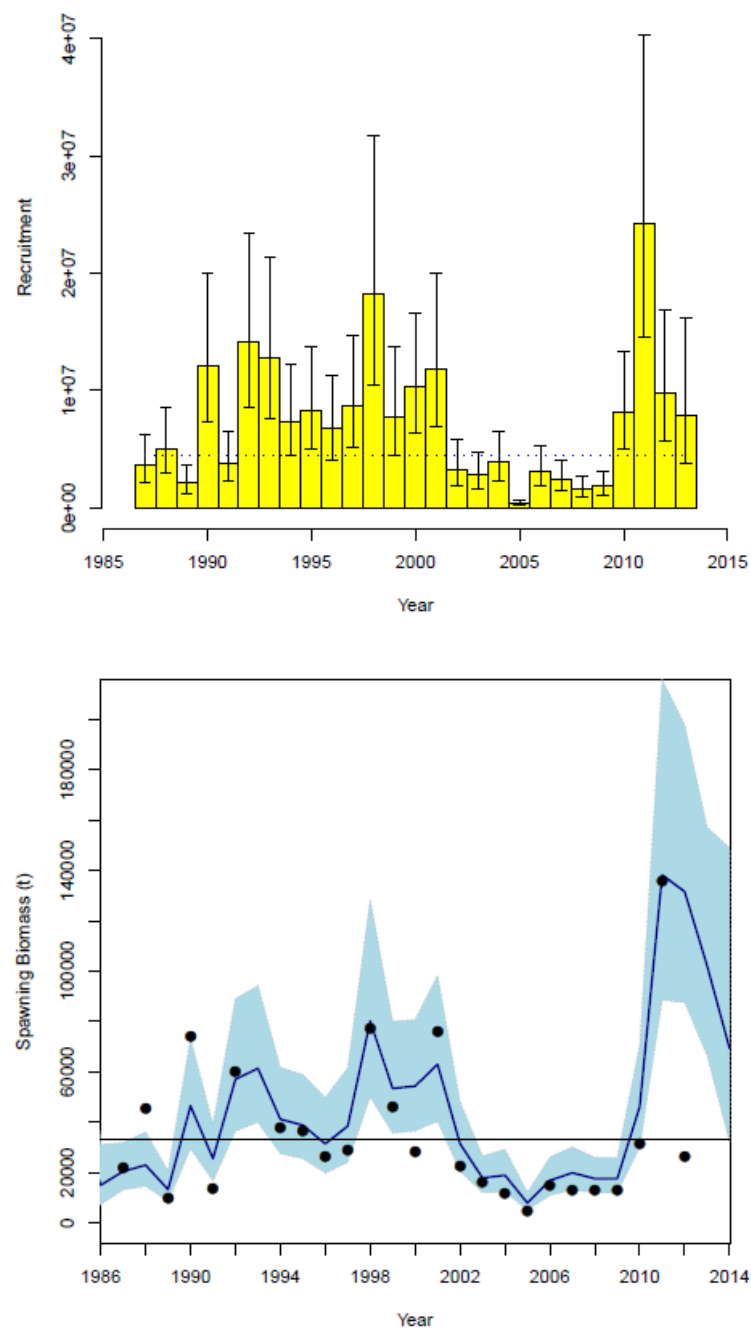 4e+07
3e+07
2e+07
1e+07
0e+00
Recruitment
1985 1990 1995 2000 2005 2010 2015
Year
180000
140000
100000
60000
20000
0
Spawning Biomass (t)
1986 1990 1994 1998 2002 2006 2010 2014
Year